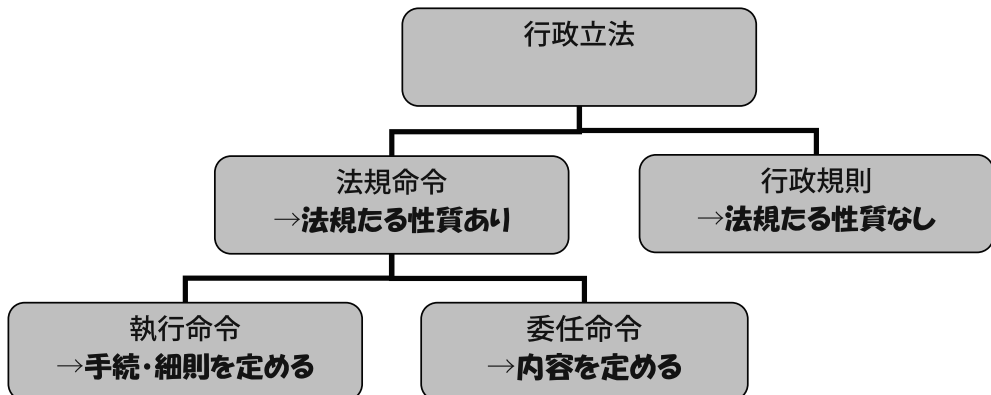 行政立法
法規命令
→法規たる性質あり
行政規則
→法規たる性質なし
執行命令
→手続・細則を定める
委任命令
→内容を定める